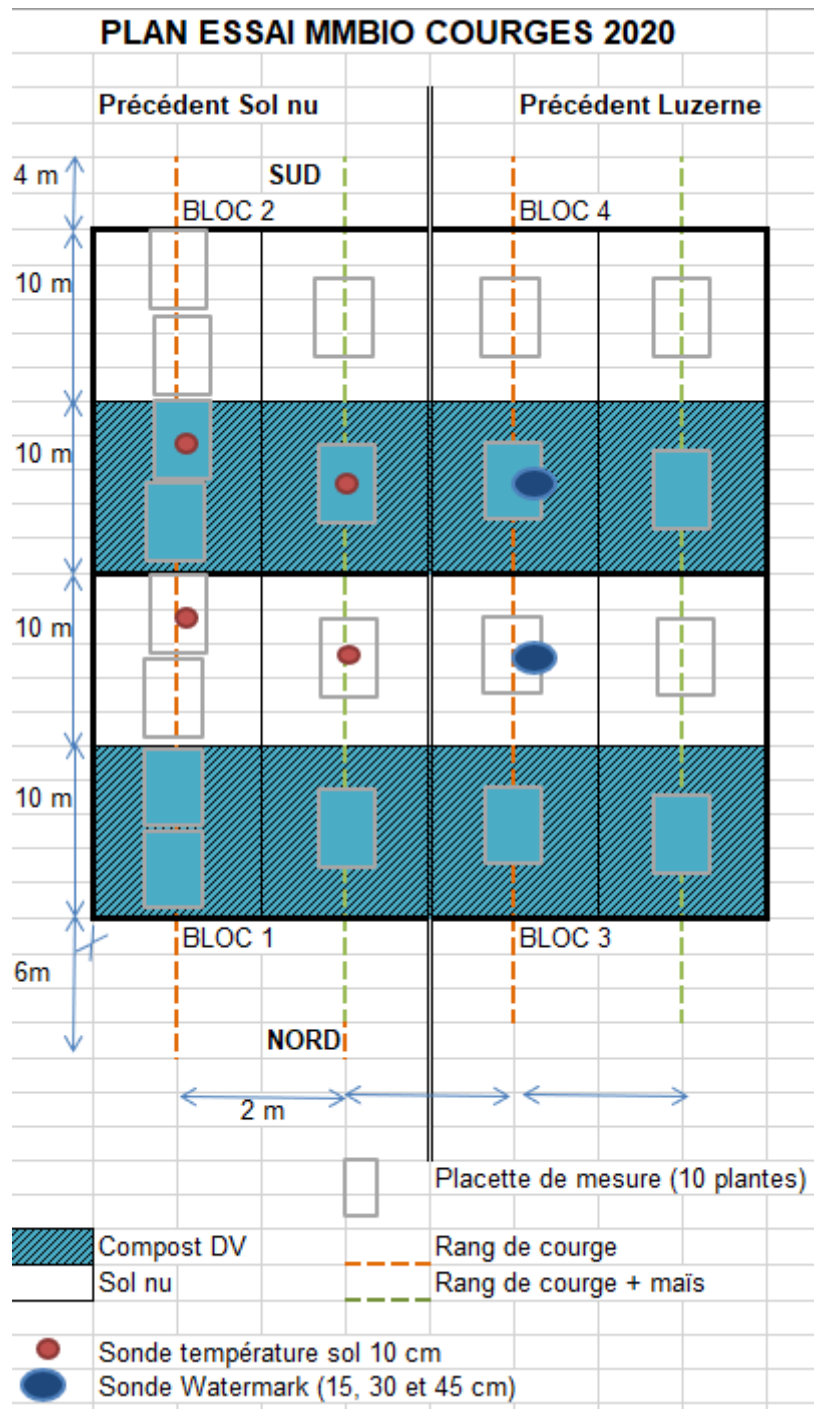 PLAN ESSAI MMBIO COURGES 2020
Précédent Sol nu
Précédent Luzerne
4 m
SUD
BLOC 2
BLOC 4
10 m
10 m
10 m
10 m
BLOC 1
BLOC 3
6m
NORD
2 m
Placette de mesure (10 plantes)
Compost DV
Rang de courge
Sol nu
Rang de courge + maïs
Sonde température sol 10 cm
Sonde Watermark (15, 30 et 45 cm)